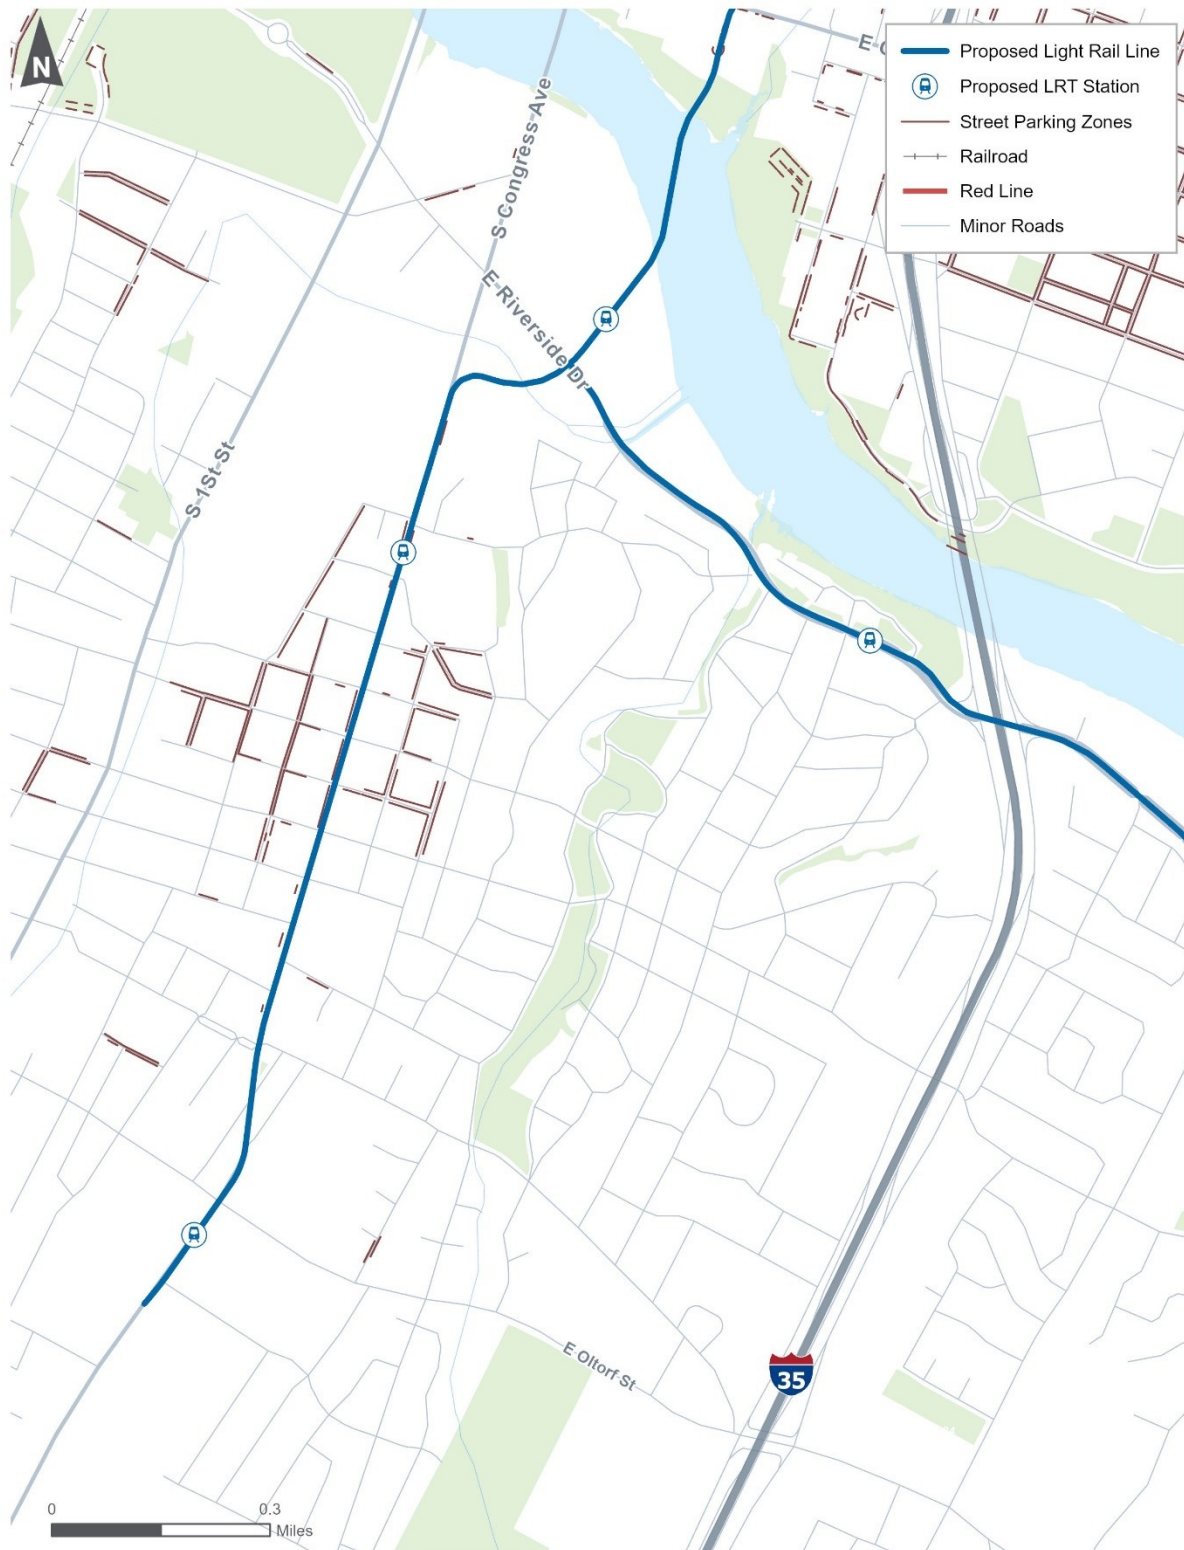 N
E C
Proposed Light Rail Line
Proposed LRT Station
Street Parking Zones
Railroad
Red Line
Minor Roads
S Congress Ave
E Riverside Dr
S 1St St
E Oltorf St
35
0 0.3
Miles